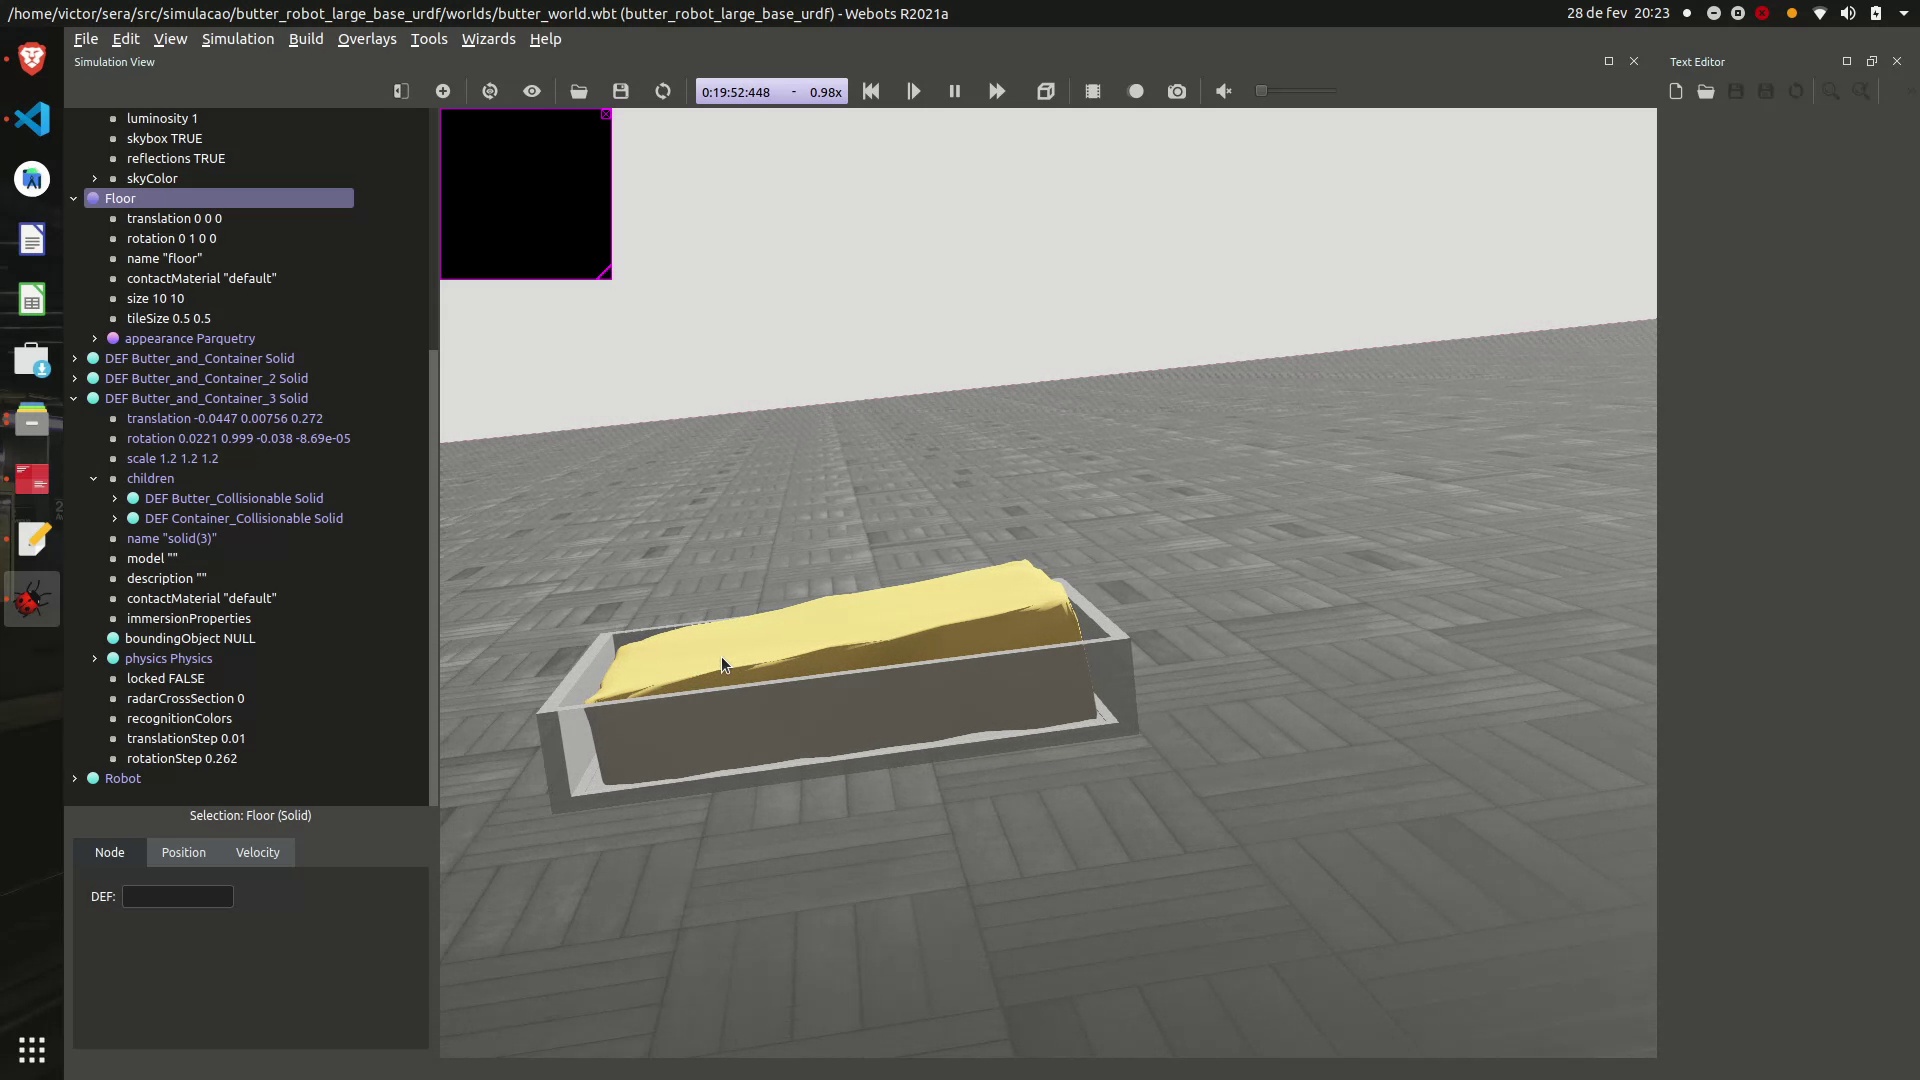 /home/victor/sera/src/simulacao/butter_robot_large_base_urdf/worlds/butter_world.wbt (butter_robot_large_base_urdf) - Webots R2021a
28 de fev 20:23
File Edit View Simulation Build Overlays Tools Wizards Help
Simulation View
Text Editor
0:19:52:448 - 0.98x
luminosity 1
skybox TRUE
reflections TRUE
skyColor
Floor
translation 0 0 0
rotation 0 1 0 0
name "floor"
contactMaterial "default"
size 10 10
tileSize 0.5 0.5
appearance Parquetry
DEF Butter_and_Container Solid
DEF Butter_and_Container_2 Solid
DEF Butter_and_Container_3 Solid
translation -0.0447 0.00756 0.272
rotation 0.0221 0.999 -0.038 -8.69e-05
scale 1.2 1.2 1.2
children
DEF Butter_Collisionable Solid
DEF Container_Collisionable Solid
name "solid(3)"
model ""
description ""
contactMaterial "default"
immersionProperties
boundingObject NULL
physics Physics
locked FALSE
radarCrossSection 0
recognitionColors
translationStep 0.01
rotationStep 0.262
Robot
Selection: Floor (Solid)
Node Position Velocity
DEF: